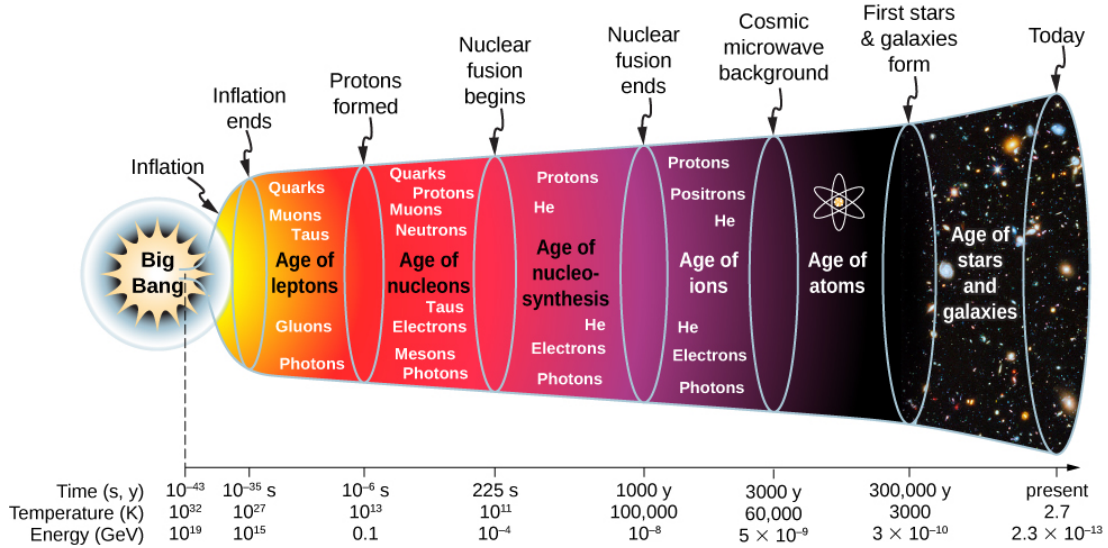 Inflation
Inflation
ends
Protons
formed
Nuclear
fusion
begins
Nuclear
fusion
ends
Cosmic
microwave
background
First stars
& galaxies
form
Today
Big
Bang
Quarks
Muons
Taus
Age of
leptons
Gluons
Photons
Quarks
Protons
Muons
Neutrons
Age of
nucleons
Taus
Electrons
Mesons
Photons
Protons
He
Age of
nucleo-
synthesis
He
Electrons
Photons
Protons
Positrons
He
Age of
ions
He
Electrons
Photons
Age of
atoms
Age of
stars
and
galaxies
Time (s, y) 10⁻⁴³ 10⁻³⁵ s 10⁻⁶ s 225 s 1000 y 3000 y 300,000 y present
Temperature (K) 10³² 10²⁷ 10¹³ 10¹¹ 100,000 60,000 3000 2.7
Energy (GeV) 10¹⁹ 10¹⁵ 0.1 10⁻⁴ 10⁻⁸ 5 × 10⁻⁹ 3 × 10⁻¹⁰ 2.3 × 10⁻¹³